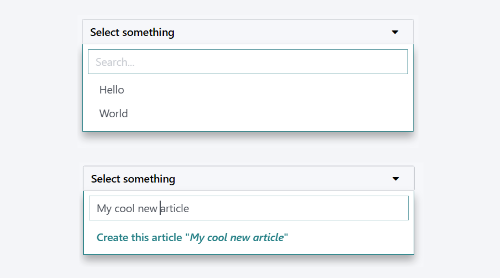 Select something
Search...
Hello
World
Select something
My cool new article
Create this article "My cool new article"